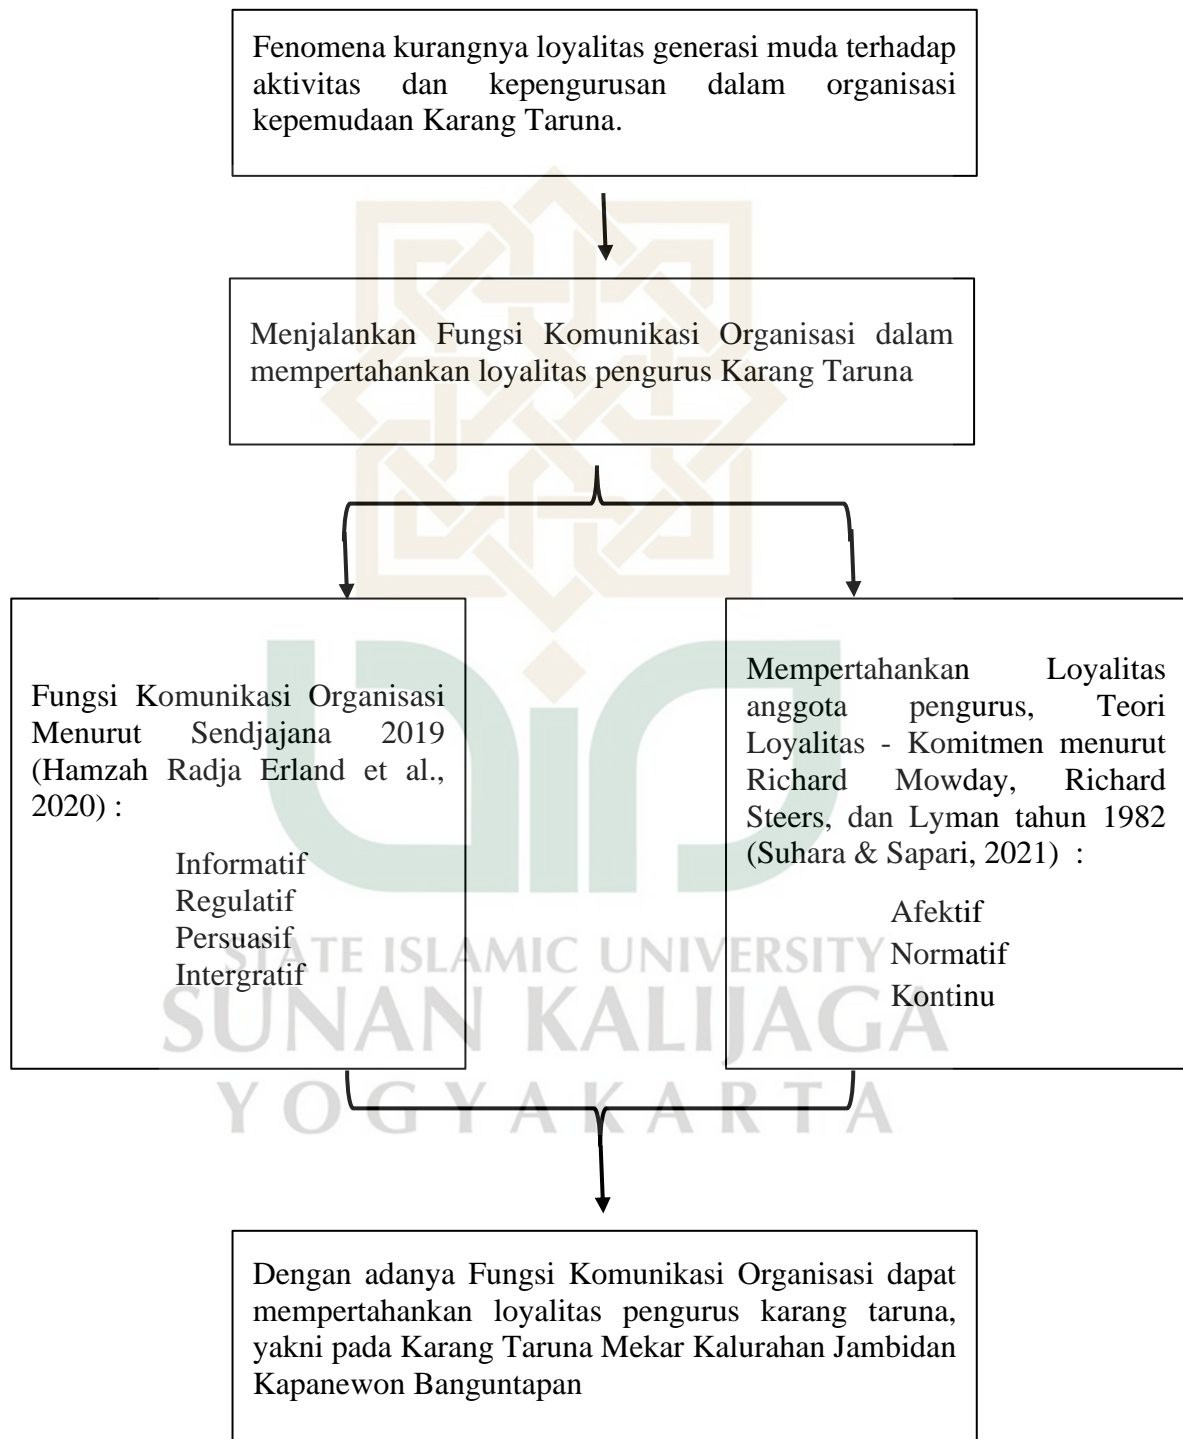 Fenomena kurangnya loyalitas generasi muda terhadap
aktivitas dan kepengurusan dalam organisasi
kepemudaan Karang Taruna.
Menjalankan Fungsi Komunikasi Organisasi dalam
mempertahankan loyalitas pengurus Karang Taruna
Fungsi Komunikasi Organisasi
Menurut Sendjajana 2019
(Hamzah Radja Erland et al.,
2020) :
Informatif
Regulatif
Persuasif
Intergratif
Mempertahankan Loyalitas
anggota pengurus, Teori
Loyalitas - Komitmen menurut
Richard Mowday, Richard
Steers, dan Lyman tahun 1982
(Suhara & Sapari, 2021) :
Afektif
Normatif
Kontinu
STATE ISLAMIC UNIVERSITY
SUNAN KALIJAGA
YOGYAKARTA
Dengan adanya Fungsi Komunikasi Organisasi dapat
mempertahankan loyalitas pengurus karang taruna,
yakni pada Karang Taruna Mekar Kalurahan Jambidan
Kapanewon Banguntapan